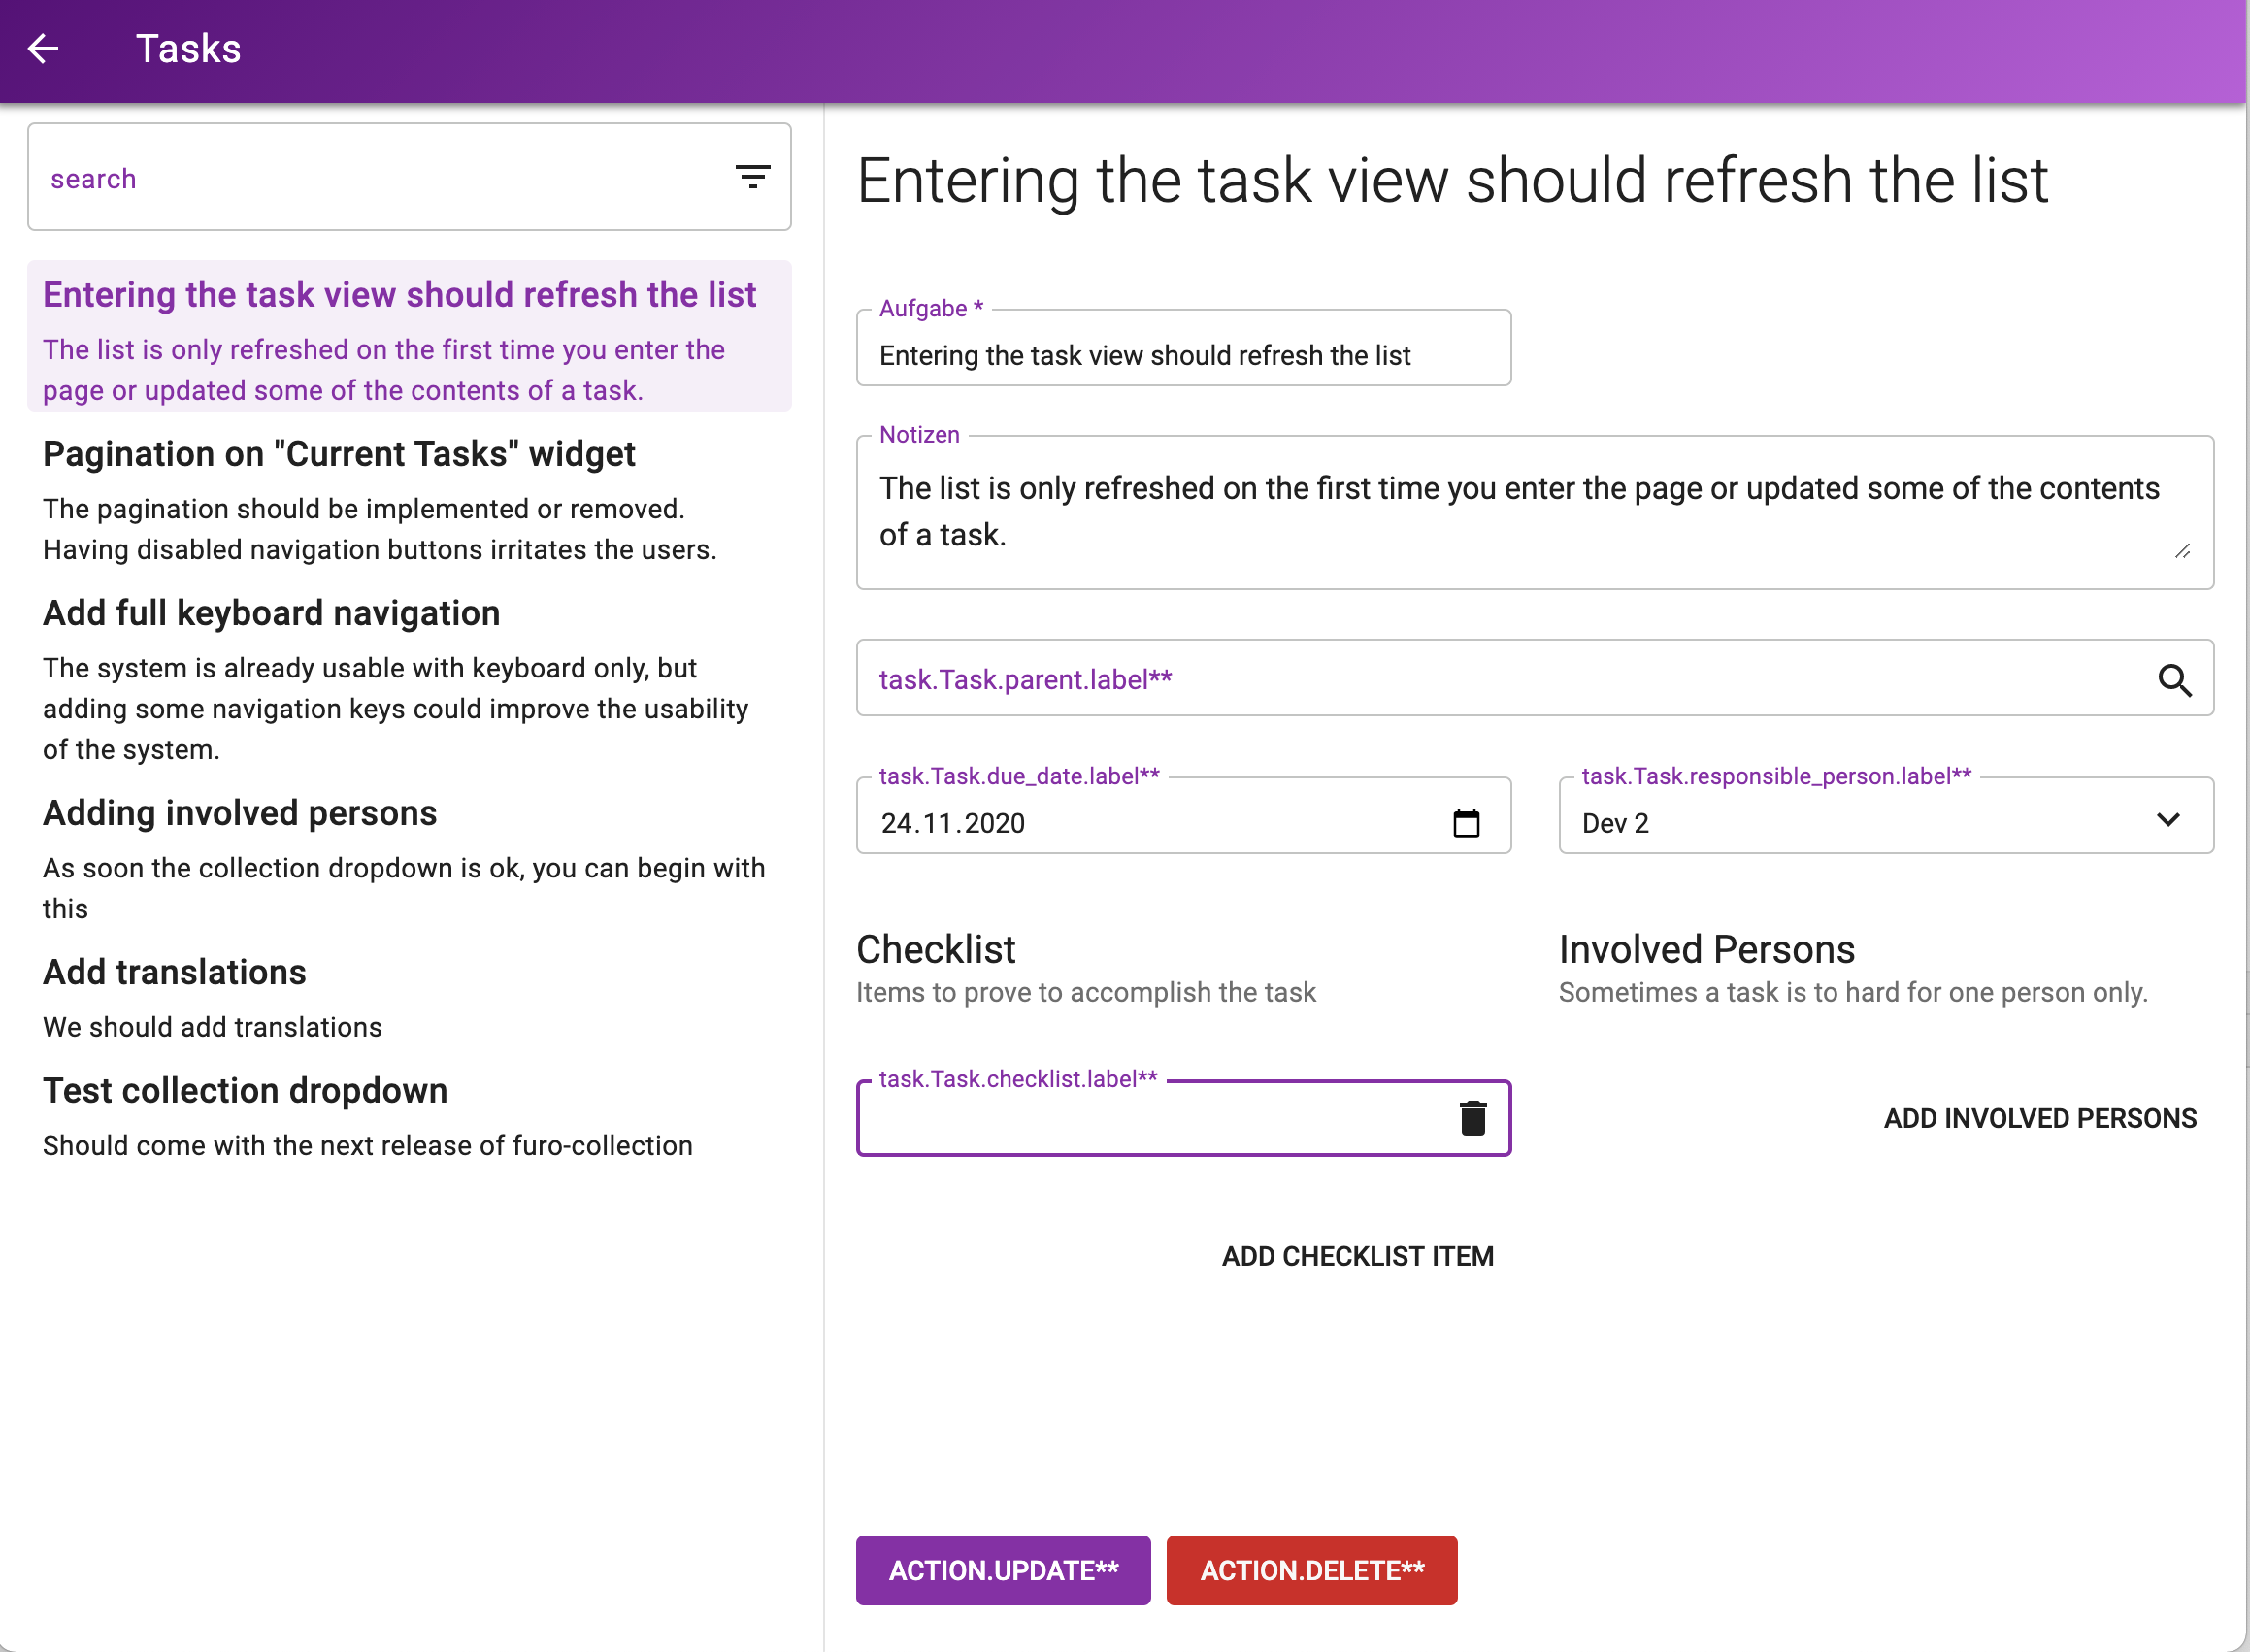 Tasks
search
Entering the task view should refresh the list
The list is only refreshed on the first time you enter the
page or updated some of the contents of a task.
Pagination on "Current Tasks" widget
The pagination should be implemented or removed.
Having disabled navigation buttons irritates the users.
Add full keyboard navigation
The system is already usable with keyboard only, but
adding some navigation keys could improve the usability
of the system.
Adding involved persons
As soon the collection dropdown is ok, you can begin with
this
Add translations
We should add translations
Test collection dropdown
Should come with the next release of furo-collection
Entering the task view should refresh the list
Aufgabe *
Entering the task view should refresh the list
Notizen
The list is only refreshed on the first time you enter the page or updated some of the contents
of a task.
task.Task.parent.label**
task.Task.due_date.label**
24.11.2020
task.Task.responsible_person.label**
Dev 2
Checklist
Items to prove to accomplish the task
task.Task.checklist.label**
ADD CHECKLIST ITEM
Involved Persons
Sometimes a task is to hard for one person only.
ADD INVOLVED PERSONS
ACTION.UPDATE**
ACTION.DELETE**